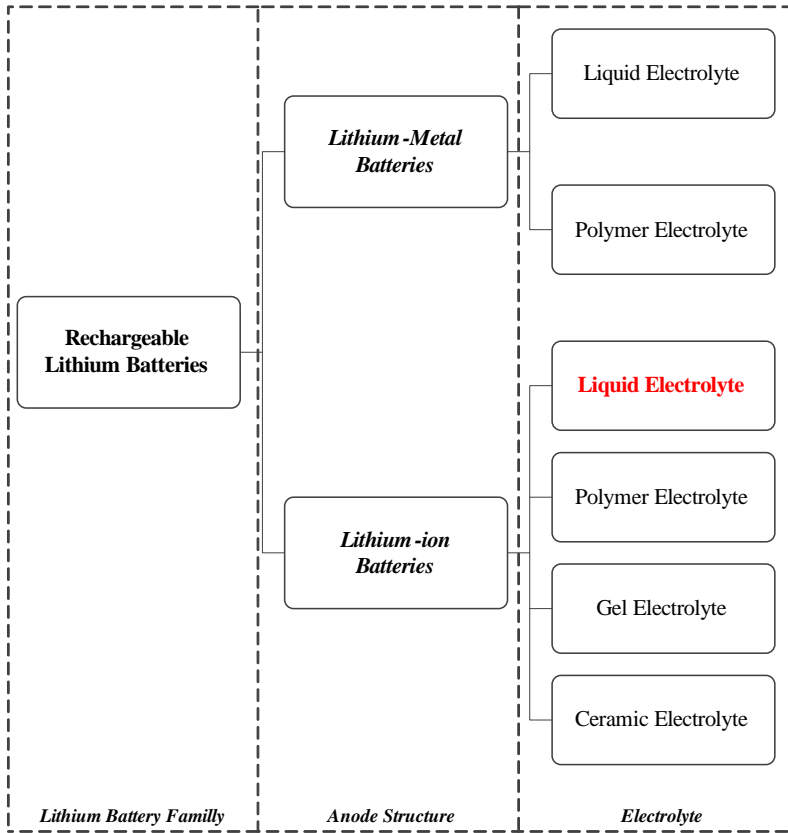 Liquid Electrolyte
Lithium-Metal
Batteries
Polymer Electrolyte
Rechargeable
Lithium Batteries
Liquid Electrolyte
Polymer Electrolyte
Lithium-ion
Batteries
Gel Electrolyte
Ceramic Electrolyte
Lithium Battery Familly
Anode Structure
Electrolyte